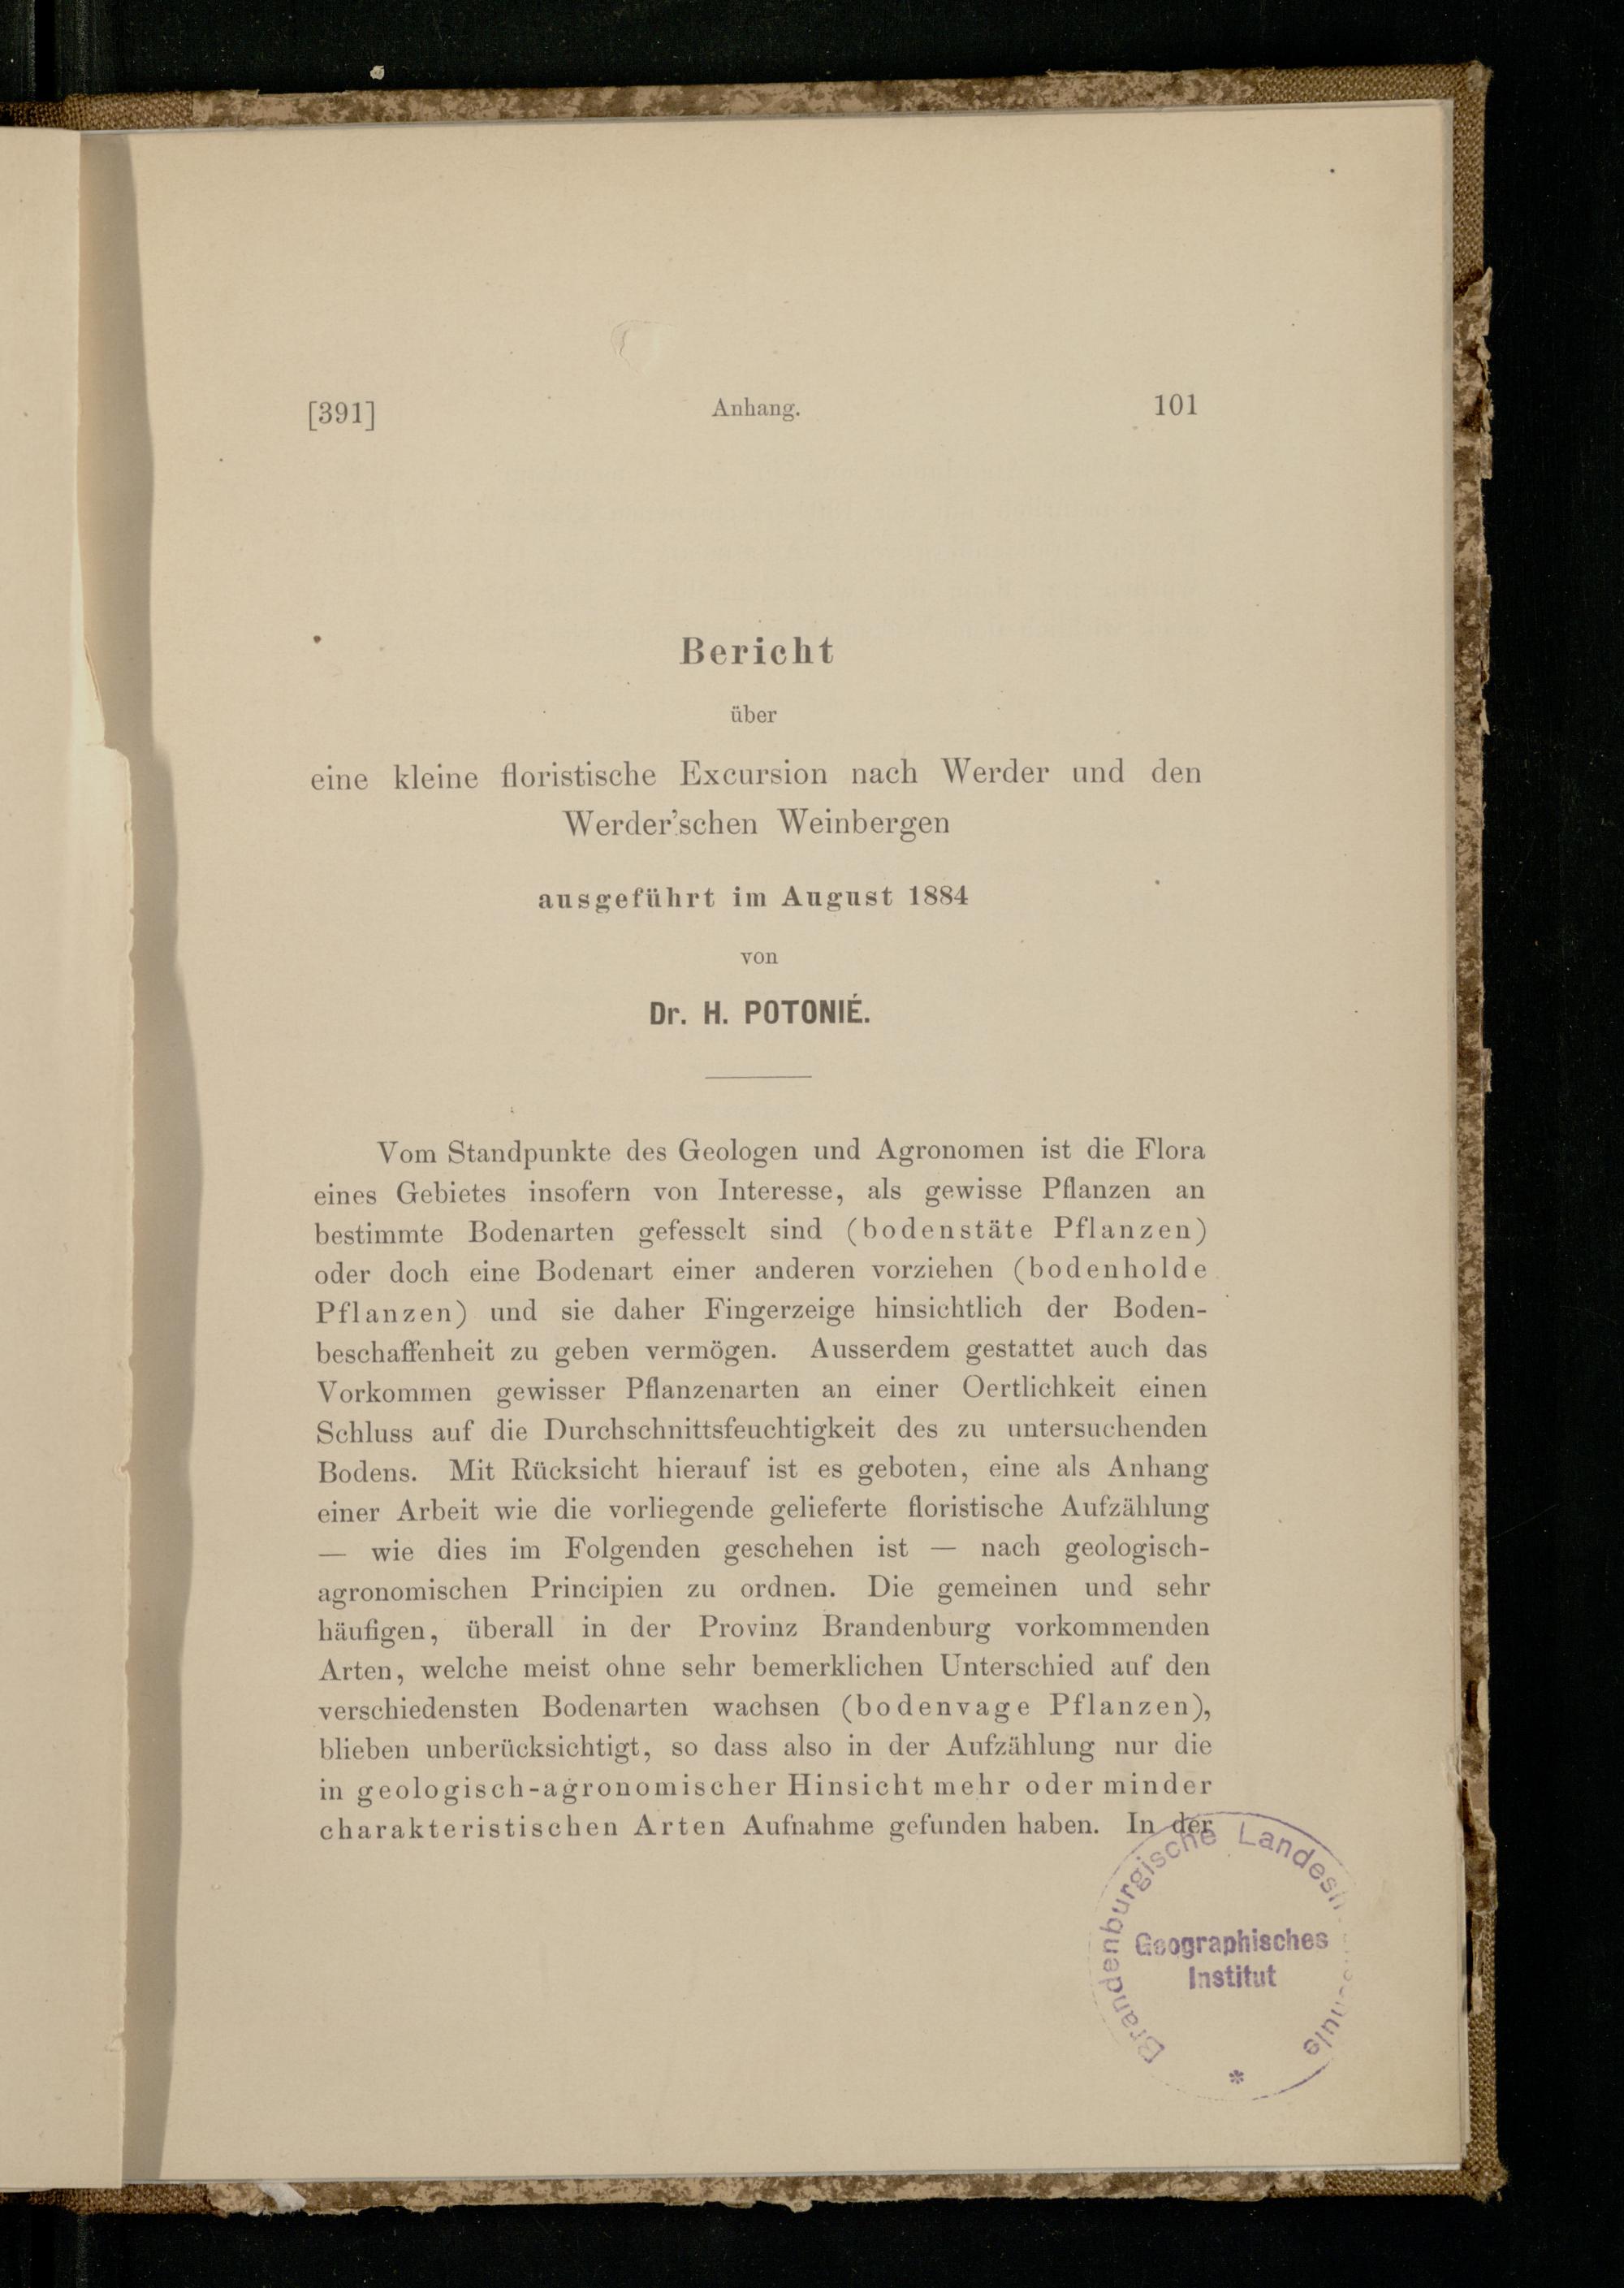 [391] Anhang. 101
Bericht
über
eine kleine floristische Excursion nach Werder und den
Werder'schen Weinbergen
ausgeführt im August 1884
von
Dr. H. POTONIÉ.
Vom Standpunkte des Geologen und Agronomen ist die Flora
eines Gebietes insofern von Interesse, als gewisse Pflanzen an
bestimmte Bodenarten gefesselt sind (bodenstäte Pflanzen)
oder doch eine Bodenart einer anderen vorziehen (bodenholde
Pflanzen) und sie daher Fingerzeige hinsichtlich der Boden-
beschaffenheit zu geben vermögen. Ausserdem gestattet auch das
Vorkommen gewisser Pflanzenarten an einer Oertlichkeit einen
Schluss auf die Durchschnittsfeuchtigkeit des zu untersuchenden
Bodens. Mit Rücksicht hierauf ist es geboten, eine als Anhang
einer Arbeit wie die vorliegende gelieferte floristische Aufzählung
— wie dies im Folgenden geschehen ist — nach geologisch-
agronomischen Principien zu ordnen. Die gemeinen und sehr
häufigen, überall in der Provinz Brandenburg vorkommenden
Arten, welche meist ohne sehr bemerklichen Unterschied auf den
verschiedensten Bodenarten wachsen (bodenvage Pflanzen),
blieben unberücksichtigt, so dass also in der Aufzählung nur die
in geologisch-agronomischer Hinsicht mehr oder minder
charakteristischen Arten Aufnahme gefunden haben. In der
Brandenburgische
Geographisches
Institut
*